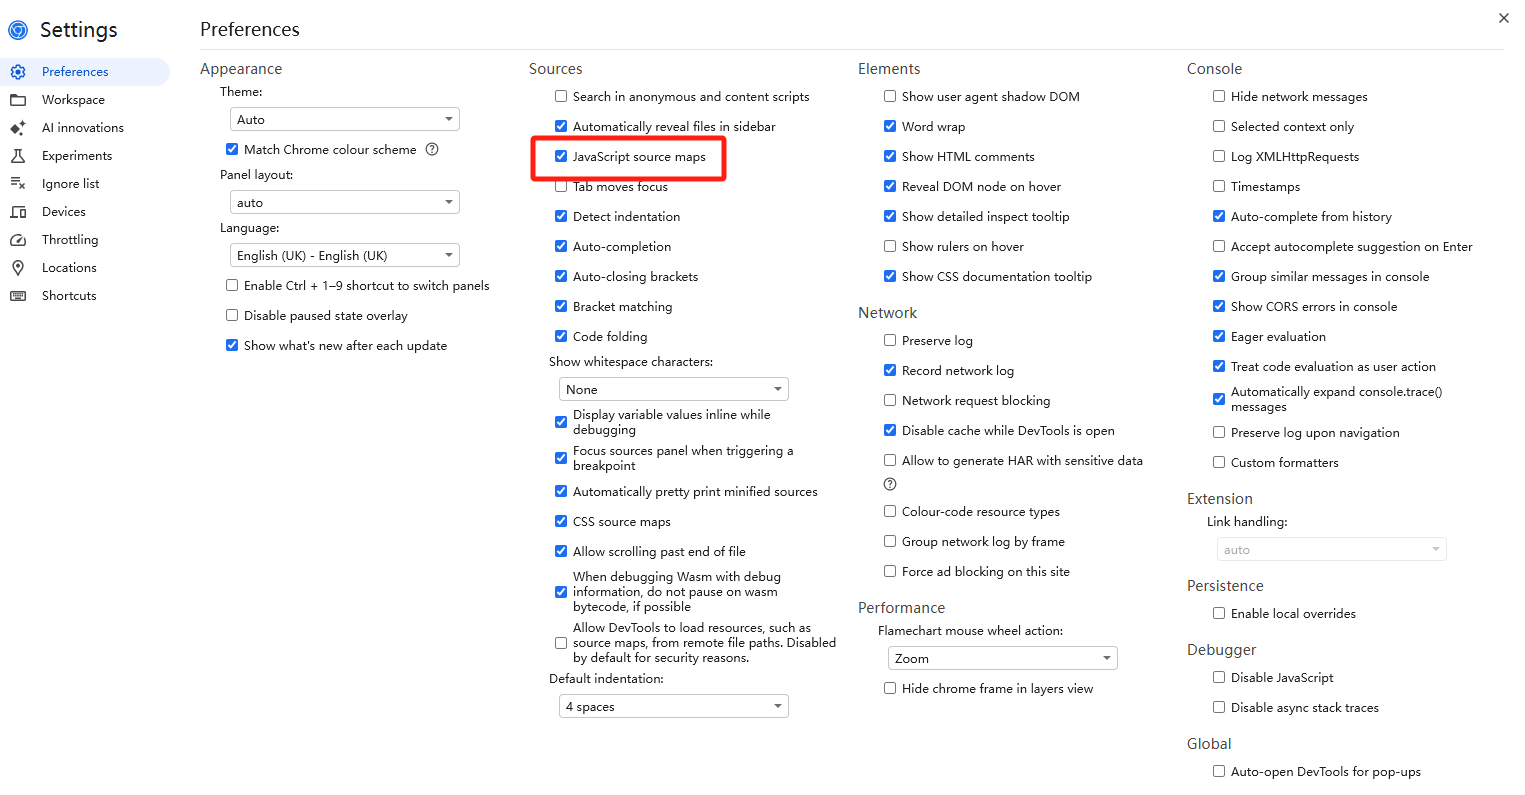 Settings
Preferences
Workspace
AI innovations
Experiments
Ignore list
Devices
Throttling
Locations
Shortcuts
Preferences
Appearance
Theme:
Auto
Match Chrome colour scheme
Panel layout:
auto
Language:
English (UK) - English (UK)
Enable Ctrl + 1–9 shortcut to switch panels
Disable paused state overlay
Show what's new after each update
Sources
Search in anonymous and content scripts
Automatically reveal files in sidebar
JavaScript source maps
Tab moves focus
Detect indentation
Auto-completion
Auto-closing brackets
Bracket matching
Code folding
Show whitespace characters:
None
Display variable values inline while
debugging
Focus sources panel when triggering a
breakpoint
Automatically pretty print minified sources
CSS source maps
Allow scrolling past end of file
When debugging Wasm with debug
information, do not pause on wasm
bytecode, if possible
Allow DevTools to load resources, such as
source maps, from remote file paths. Disabled
by default for security reasons.
Default indentation:
4 spaces
Elements
Show user agent shadow DOM
Word wrap
Show HTML comments
Reveal DOM node on hover
Show detailed inspect tooltip
Show rulers on hover
Show CSS documentation tooltip
Network
Preserve log
Record network log
Network request blocking
Disable cache while DevTools is open
Allow to generate HAR with sensitive data
Colour-code resource types
Group network log by frame
Force ad blocking on this site
Performance
Flamechart mouse wheel action:
Zoom
Hide chrome frame in layers view
Console
Hide network messages
Selected context only
Log XMLHttpRequests
Timestamps
Auto-complete from history
Accept autocomplete suggestion on Enter
Group similar messages in console
Show CORS errors in console
Eager evaluation
Treat code evaluation as user action
Automatically expand console.trace()
messages
Preserve log upon navigation
Custom formatters
Extension
Link handling:
auto
Persistence
Enable local overrides
Debugger
Disable JavaScript
Disable async stack traces
Global
Auto-open DevTools for pop-ups